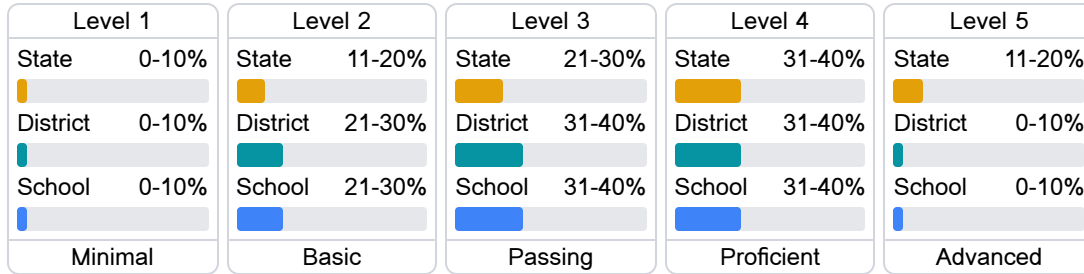 Level 1
State 0-10%
District 0-10%
School 0-10%
Minimal
Level 2
State 11-20%
District 21-30%
School 21-30%
Basic
Level 3
State 21-30%
District 31-40%
School 31-40%
Passing
Level 4
State 31-40%
District 31-40%
School 31-40%
Proficient
Level 5
State 11-20%
District 0-10%
School 0-10%
Advanced